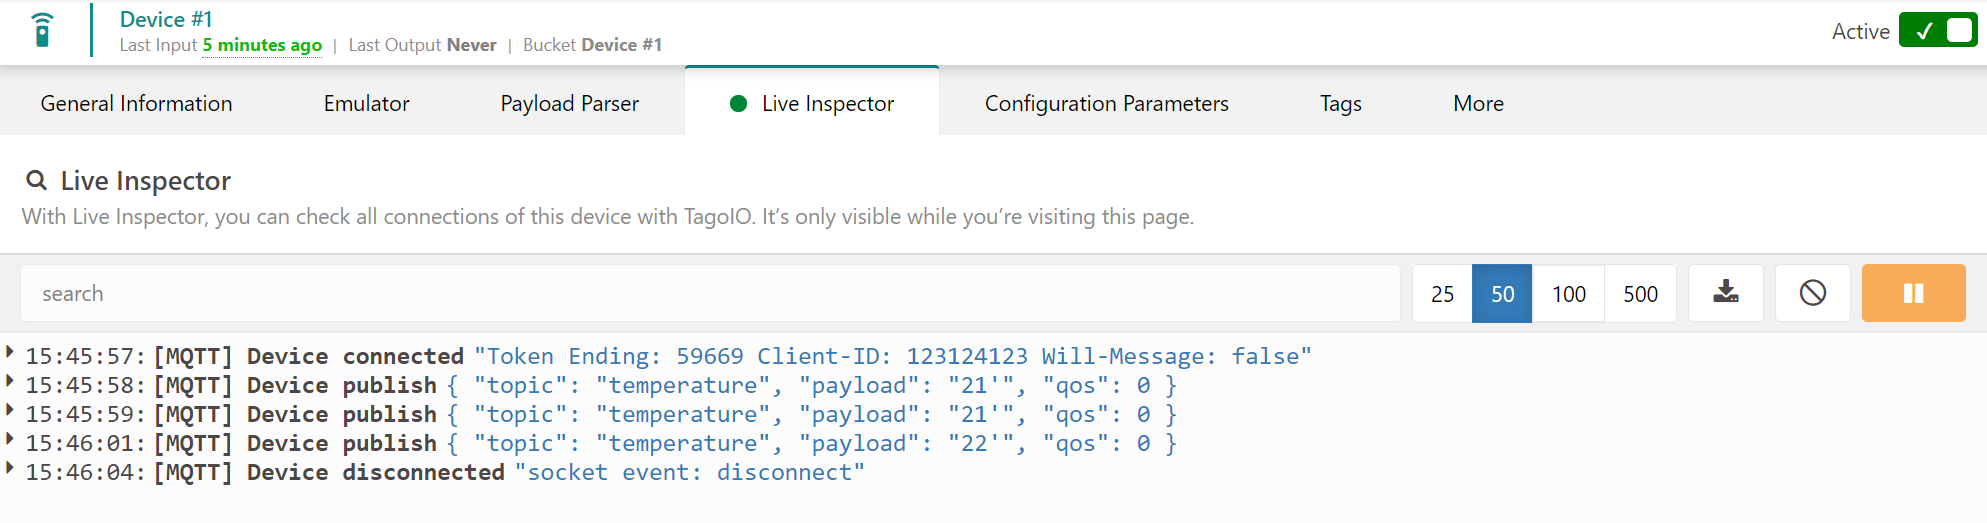 Device #1
Last Input 5 minutes ago | Last Output Never | Bucket Device #1
Active
General Information Emulator Payload Parser Live Inspector Configuration Parameters Tags More
Live Inspector
With Live Inspector, you can check all connections of this device with TagoIO. It's only visible while you're visiting this page.
search 25 50 100 500
15:45:57: [MQTT] Device connected "Token Ending: 59669 Client-ID: 123124123 Will-Message: false"
15:45:58: [MQTT] Device publish { "topic": "temperature", "payload": "21'", "qos": 0 }
15:45:59: [MQTT] Device publish { "topic": "temperature", "payload": "21'", "qos": 0 }
15:46:01: [MQTT] Device publish { "topic": "temperature", "payload": "22'", "qos": 0 }
15:46:04: [MQTT] Device disconnected "socket event: disconnect"